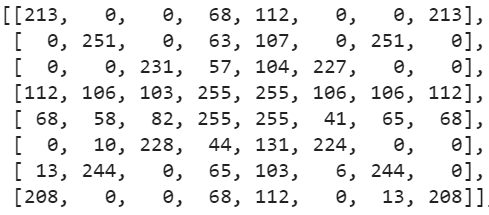 [[213, 0, 0, 68, 112, 0, 0, 213],
[ 0, 251, 0, 63, 107, 0, 251, 0],
[ 0, 0, 231, 57, 104, 227, 0, 0],
[112, 106, 103, 255, 255, 106, 106, 112],
[ 68, 58, 82, 255, 255, 41, 65, 68],
[ 0, 10, 228, 44, 131, 224, 0, 0],
[ 13, 244, 0, 65, 103, 6, 244, 0],
[208, 0, 0, 68, 112, 0, 13, 208]],